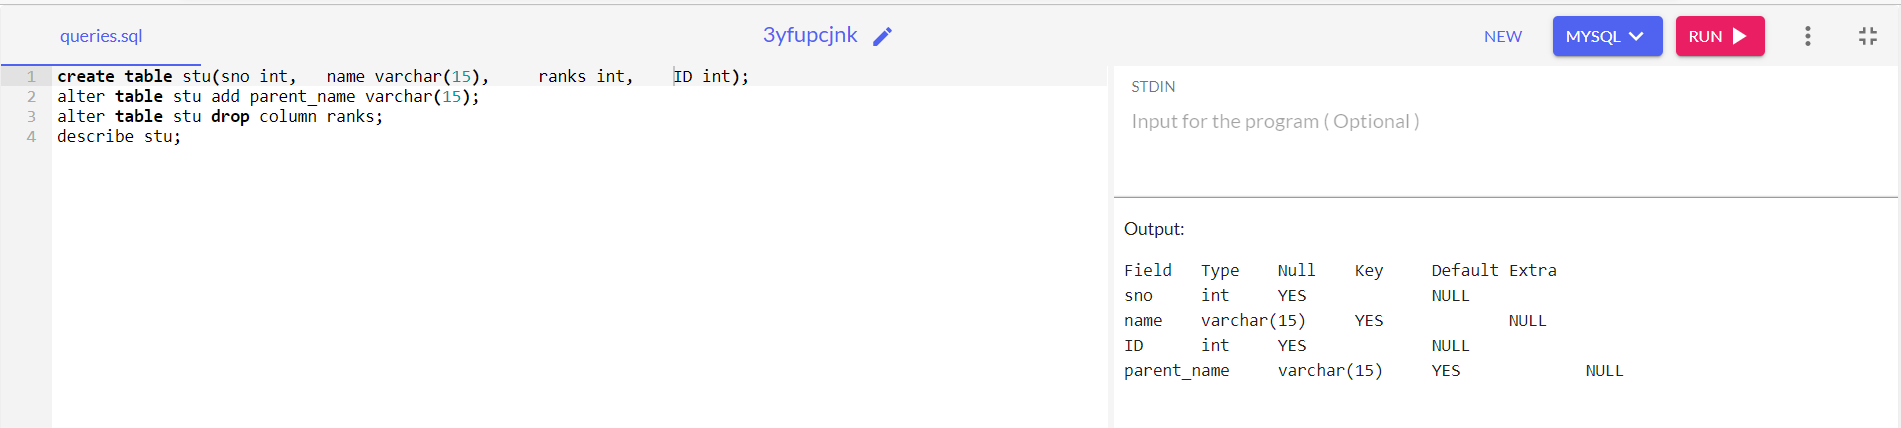 queries.sql
3yfupcjnk
NEW
MYSQL
RUN
1 create table stu(sno int,   name varchar(15),     ranks int,    ID int);
2 alter table stu add parent_name varchar(15);
3 alter table stu drop column ranks;
4 describe stu;
STDIN
Input for the program ( Optional )
Output:
Field   Type    Null    Key     Default Extra
sno     int     YES             NULL
name    varchar(15)     YES             NULL
ID      int     YES             NULL
parent_name     varchar(15)     YES             NULL